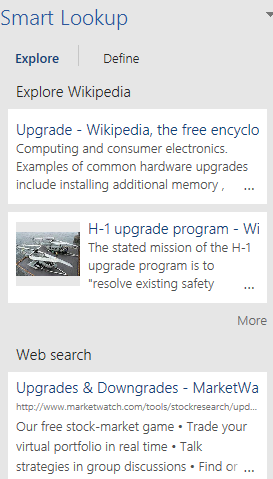 Smart Lookup
Explore Define
Explore Wikipedia
Upgrade - Wikipedia, the free encyclo
Computing and consumer electronics.
Examples of common hardware upgrades
include installing additional memory , ...
H-1 upgrade program - Wi
The stated mission of the H-1
upgrade program is to
"resolve existing safety ...
More
Web search
Upgrades & Downgrades - MarketWa
http://www.marketwatch.com/tools/stockresearch/upd...
Our free stock-market game • Trade your
virtual portfolio in real time • Talk
strategies in group discussions • Find or ...